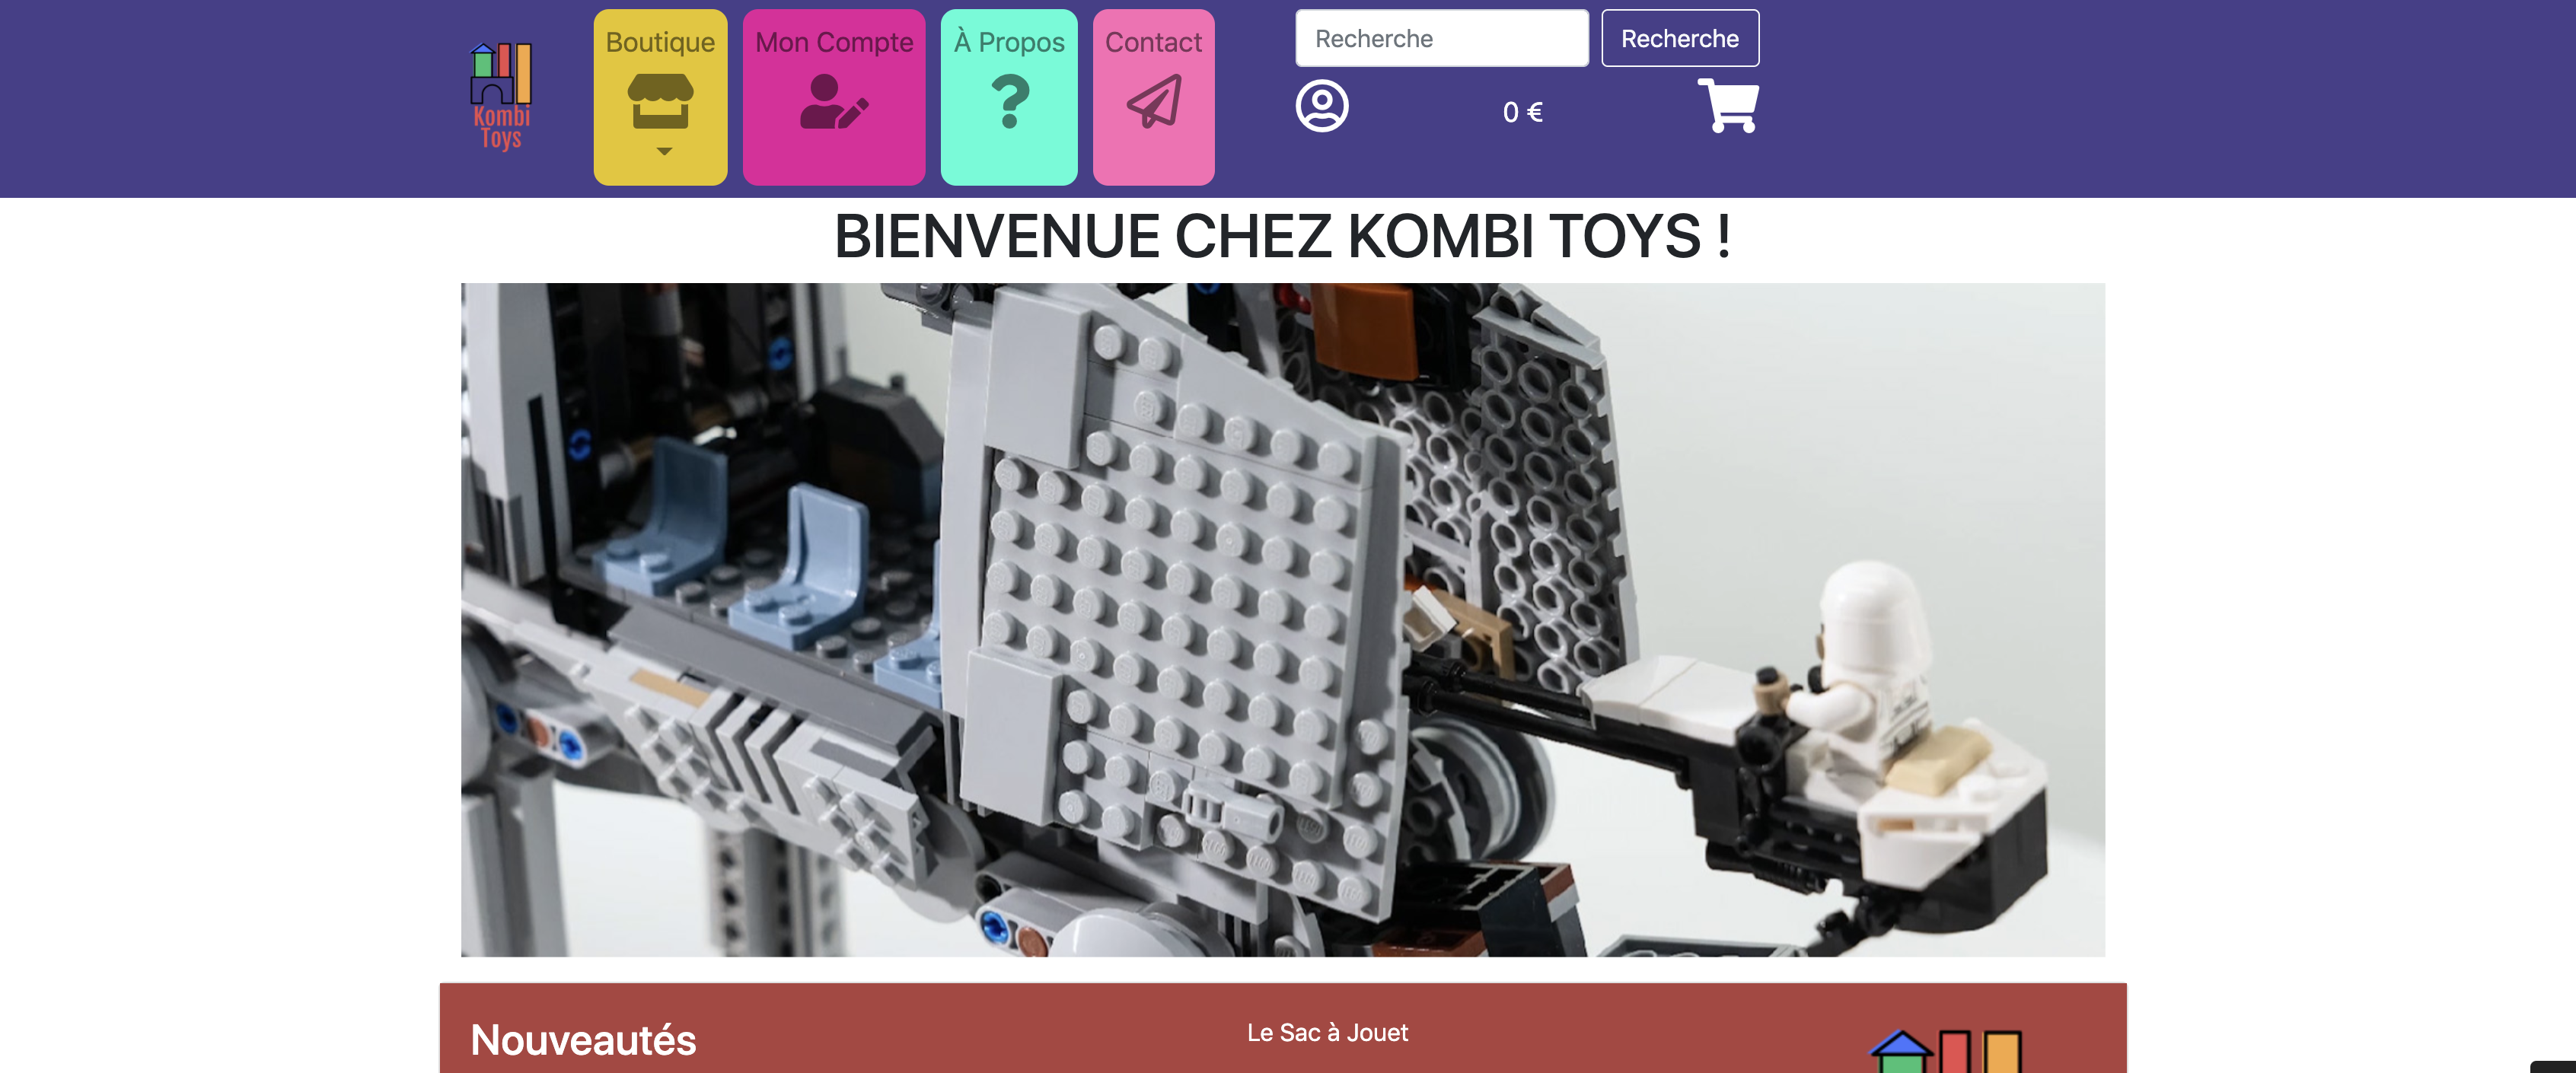 Kombi
Toys
Boutique
Mon Compte
À Propos
Contact
Recherche
Recherche
0 €
BIENVENUE CHEZ KOMBI TOYS !
Nouveautés
Le Sac à Jouet